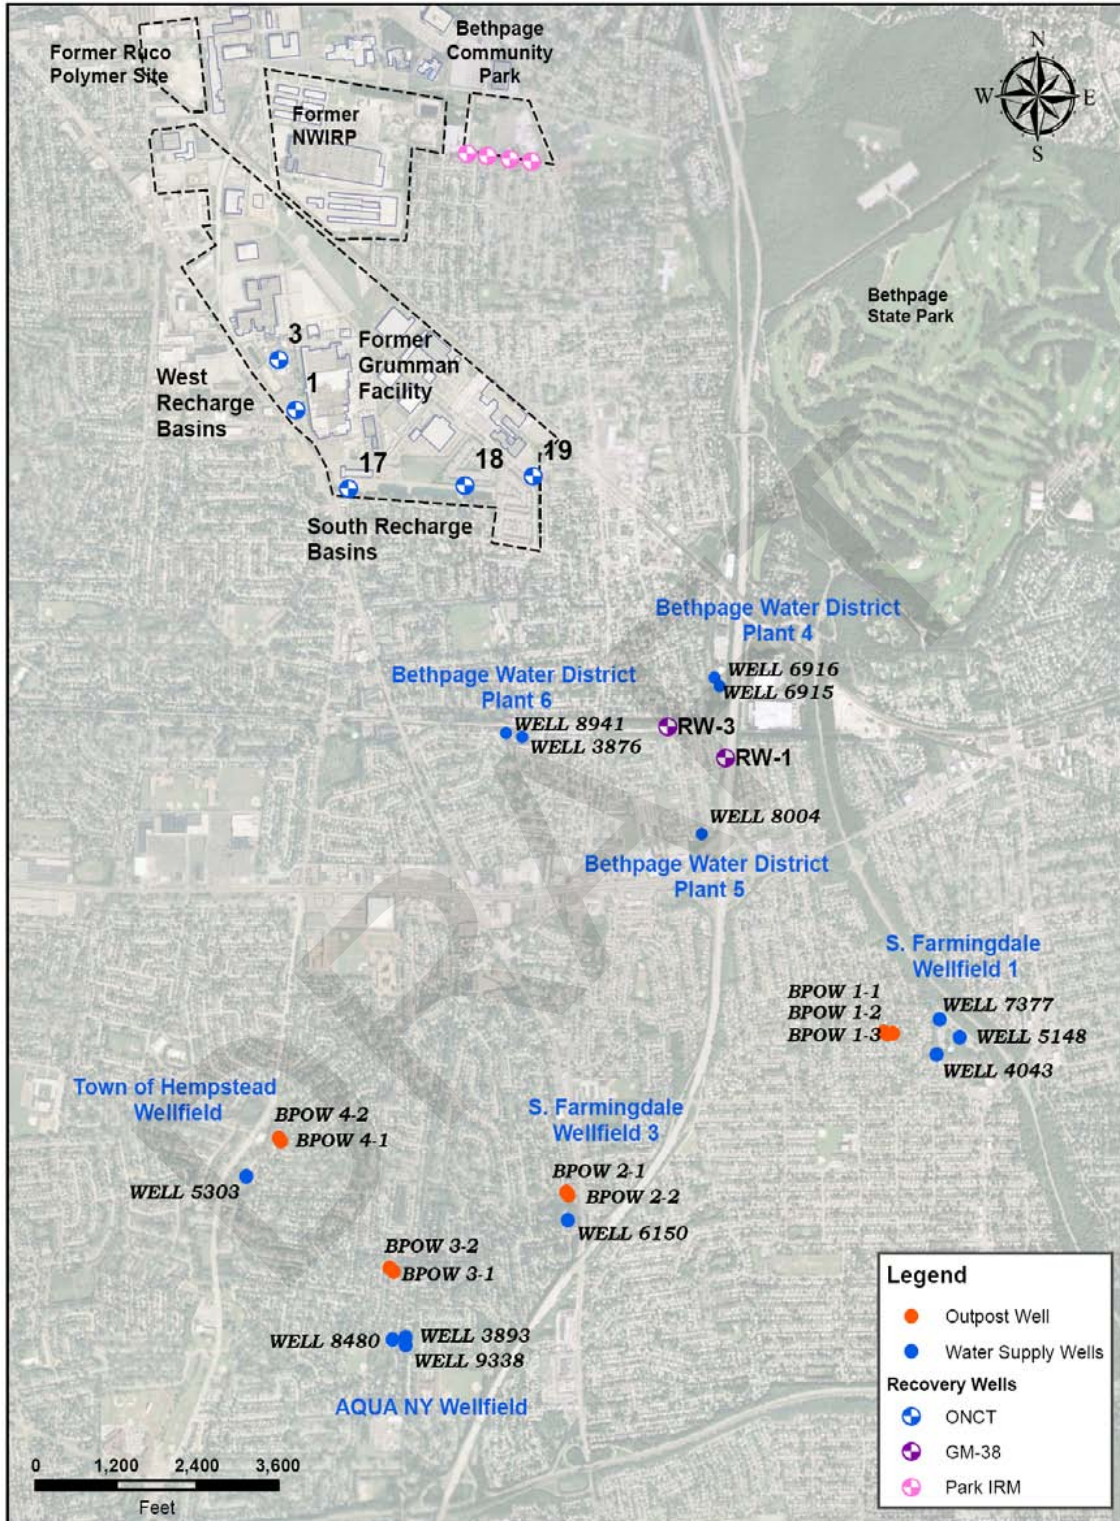 Former Ruco
Polymer Site
Bethpage
Community
Park
Former
NWIRP
N
W
E
S
Bethpage
State Park
3
1
Former
Grumman
Facility
West
Recharge
Basins
17
18
19
South Recharge
Basins
Bethpage Water District
Plant 4
WELL 6916
WELL 6915
Bethpage Water District
Plant 6
WELL 8941
WELL 3876
RW-3
RW-1
WELL 8004
Bethpage Water District
Plant 5
S. Farmingdale
Wellfield 1
BPOW 1-1
BPOW 1-2
BPOW 1-3
WELL 7377
WELL 5148
WELL 4043
Town of Hempstead
Wellfield
BPOW 4-2
BPOW 4-1
WELL 5303
S. Farmingdale
Wellfield 3
BPOW 2-1
BPOW 2-2
WELL 6150
BPOW 3-2
BPOW 3-1
WELL 8480
WELL 3893
WELL 9338
AQUA NY Wellfield
Legend
Outpost Well
Water Supply Wells
Recovery Wells
ONCT
GM-38
Park IRM
0 1,200 2,400 3,600
Feet
DRAFT